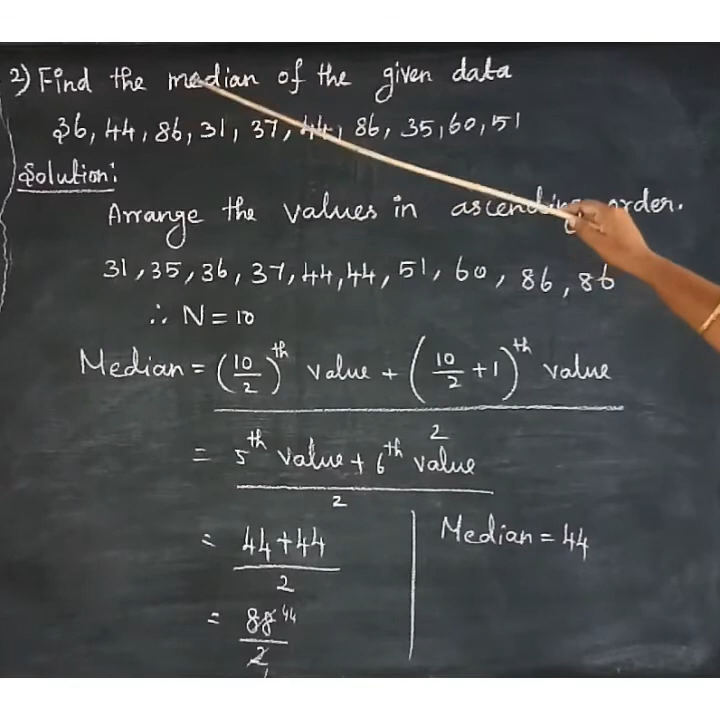 2) Find the median of the given data
36, 44, 86, 31, 37, 44, 86, 35, 60, 51
Solution:
Arrange the values in ascending order.
31, 35, 36, 37, 44, 44, 51, 60, 86, 86
∴ N = 10
Median = (10/2)th value + (10/2 + 1)th value
2
= 5th value + 6th value
2
= 44+44
2
= 88 44
2 1
Median = 44